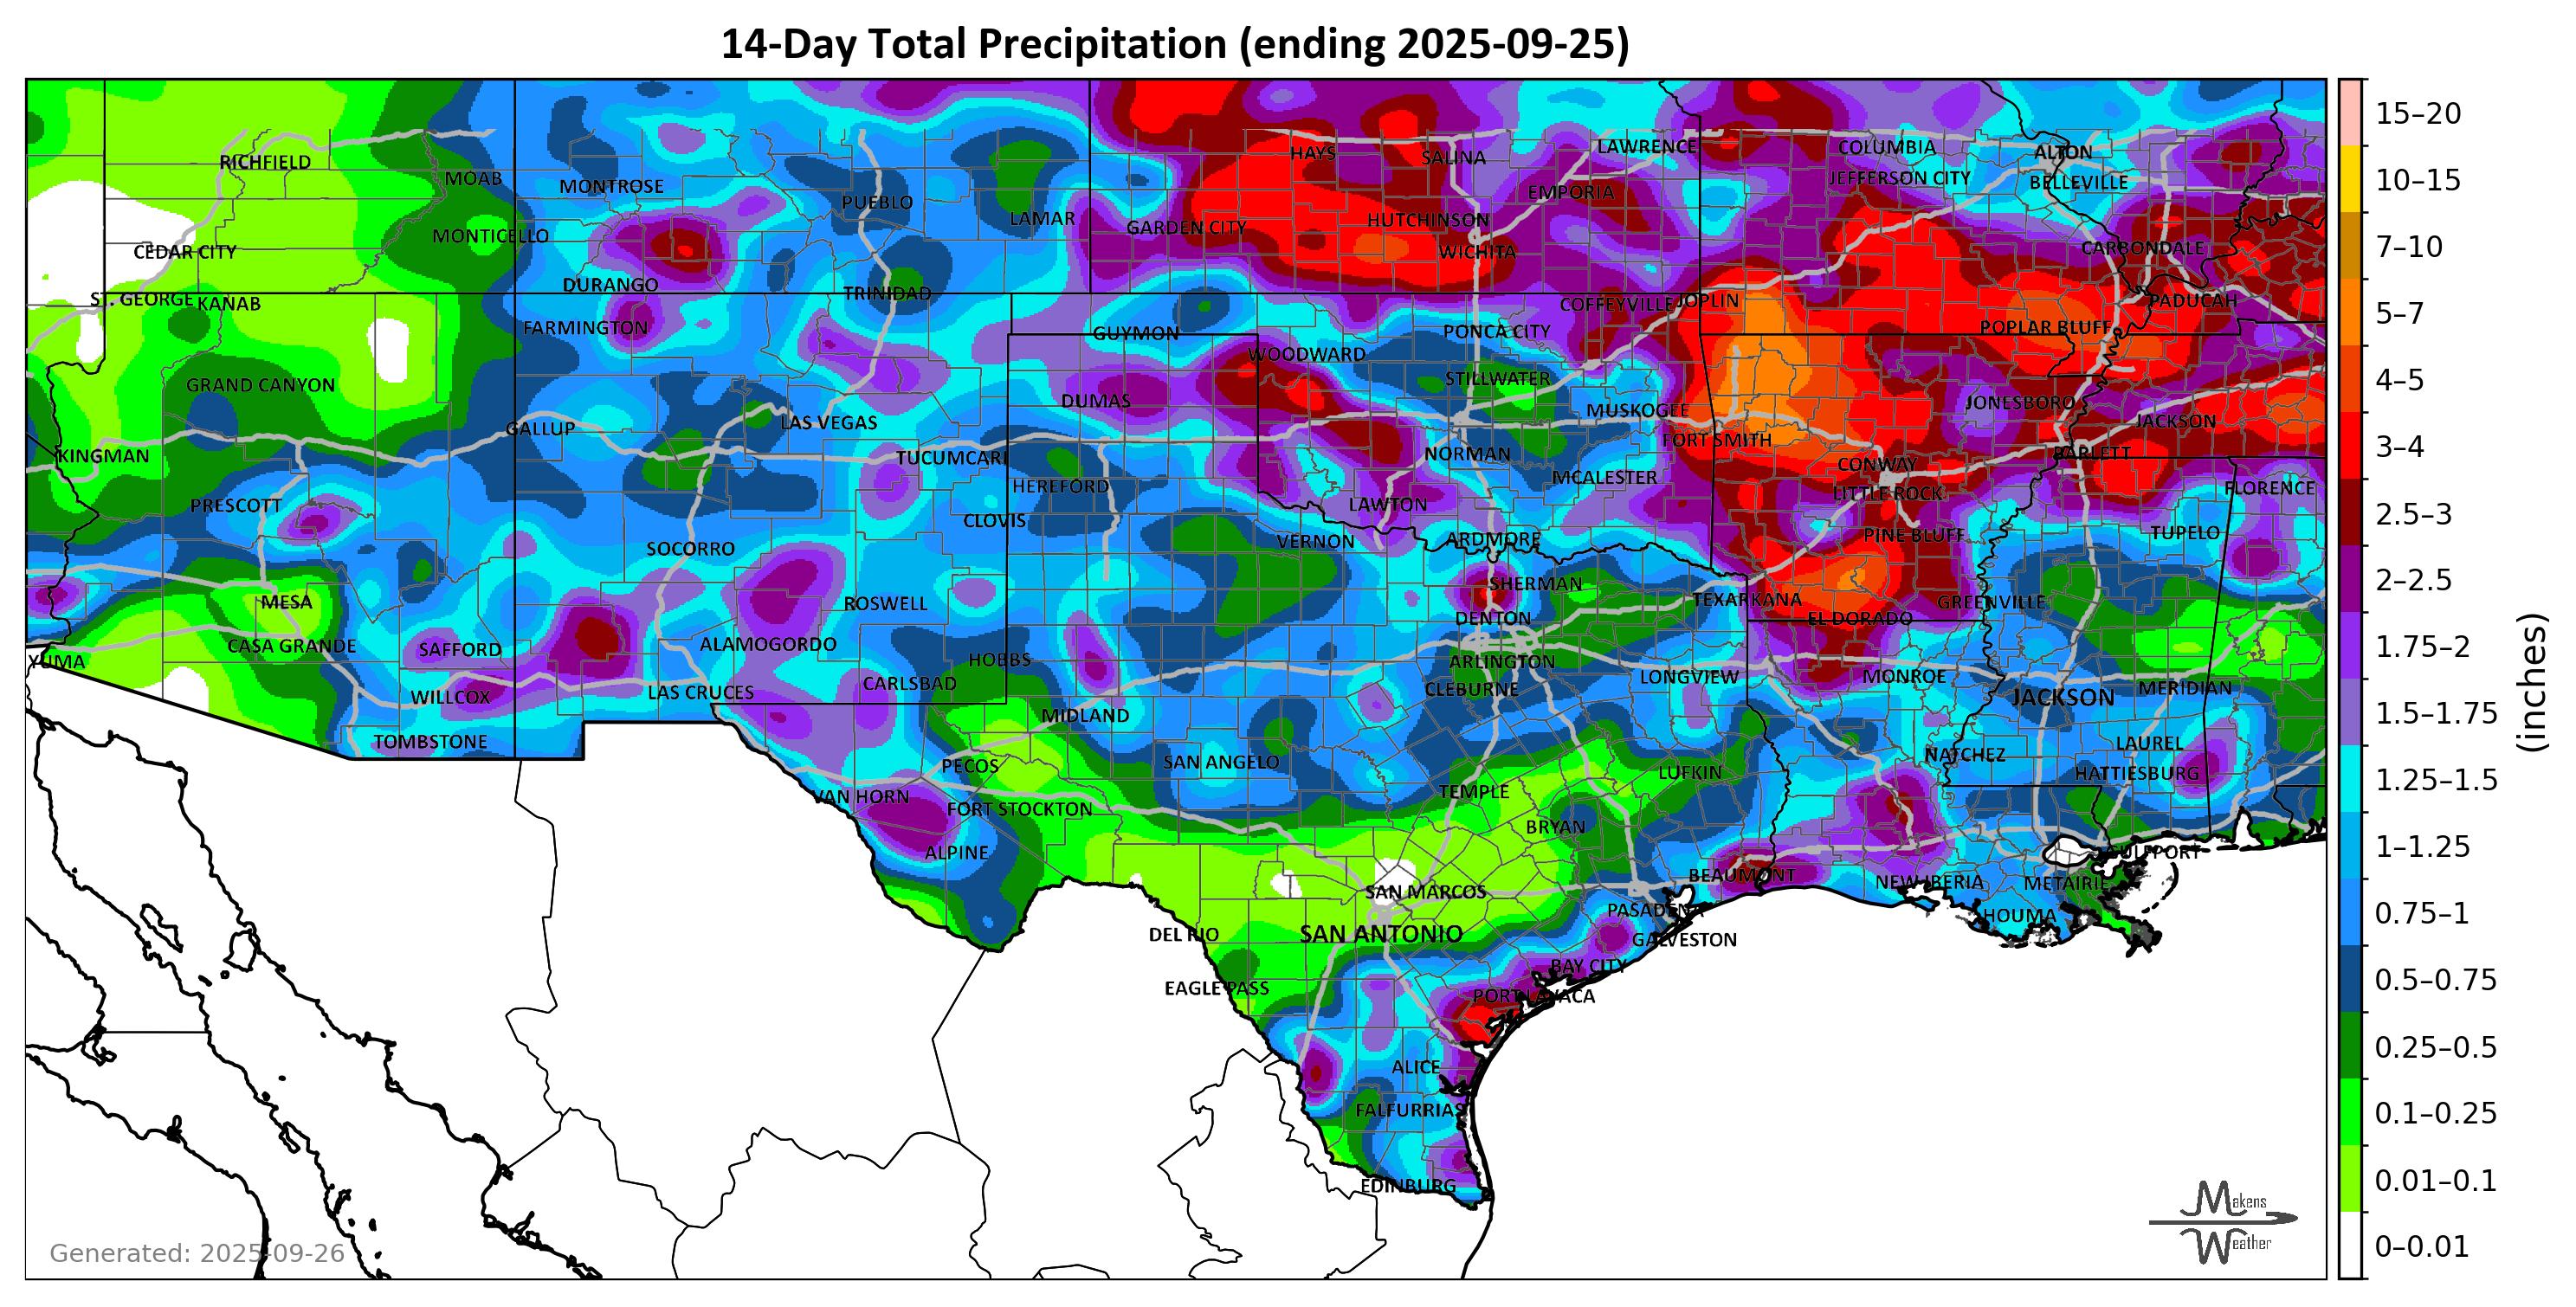 14-Day Total Precipitation (ending 2025-09-25)
RICHFIELD
MOAB
MONTROSE
PUEBLO
LAMAR
HAYS
SALINA
LAWRENCE
COLUMBIA
ALTON
JEFFERSON CITY
BELLEVILLE
EMPORIA
HUTCHINSON
GARDEN CITY
WICHITA
MONTICELLO
CEDAR CITY
CARBONDALE
DURANGO
TRINIDAD
ST. GEORGE
KANAB
COFFEYVILLE
JOPLIN
PADUCAH
FARMINGTON
GUYMON
PONCA CITY
POPLAR BLUFF
WOODWARD
STILLWATER
GRAND CANYON
DUMAS
MUSKOGEE
JONESBORO
JACKSON
GALLUP
LAS VEGAS
FORT SMITH
KINGMAN
TUCUMCARI
NORMAN
BARLETT
CONWAY
HEREFORD
MCALESTER
LITTLE ROCK
FLORENCE
PRESCOTT
LAWTON
CLOVIS
TUPELO
PINE BLUFF
SOCORRO
VERNON
ARDMORE
SHERMAN
MESA
ROSWELL
TEXARKANA
GREENVILLE
DENTON
EL DORADO
CASA GRANDE
SAFFORD
ALAMOGORDO
YUMA
HOBBS
ARLINGTON
LONGVIEW
MONROE
CARLSBAD
CLEBURNE
WILLCOX
LAS CRUCES
JACKSON
MERIDIAN
MIDLAND
TOMBSTONE
NATCHEZ
LAUREL
PECOS
SAN ANGELO
LUFKIN
HATTIESBURG
VAN HORN
FORT STOCKTON
TEMPLE
BRYAN
ALPINE
GULFPORT
BEAUMONT
SAN MARCOS
NEW IBERIA
METAIRIE
PASADENA
HOUMA
DEL RIO
SAN ANTONIO
GALVESTON
BAY CITY
EAGLE PASS
PORT LAVACA
ALICE
FALFURRIAS
EDINBURG
Generated: 2025-09-26
Makens
Weather
15–20
10–15
7–10
5–7
4–5
3–4
2.5–3
2–2.5
1.75–2
1.5–1.75
1.25–1.5
1–1.25
0.75–1
0.5–0.75
0.25–0.5
0.1–0.25
0.01–0.1
0–0.01
(inches)